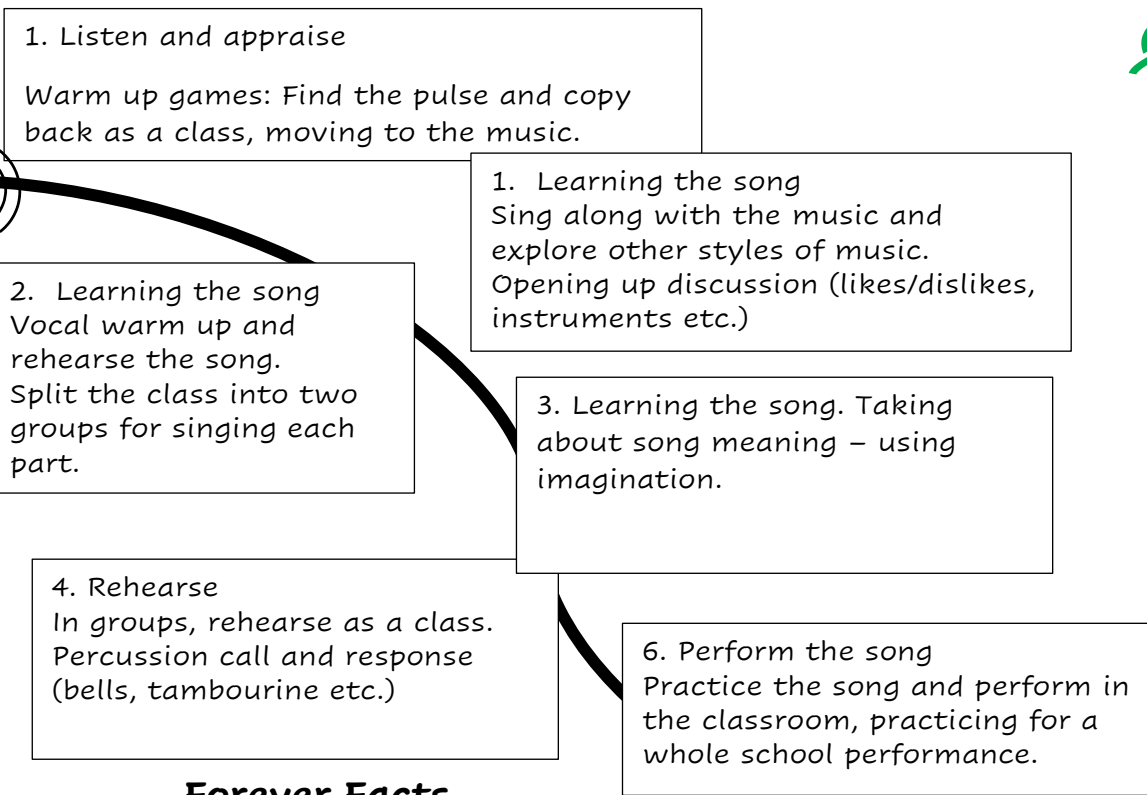 1. Listen and appraise
Warm up games: Find the pulse and copy
back as a class, moving to the music.
1. Learning the song
Sing along with the music and
explore other styles of music.
Opening up discussion (likes/dislikes,
instruments etc.)
2. Learning the song
Vocal warm up and
rehearse the song.
Split the class into two
groups for singing each
part.
3. Learning the song. Taking
about song meaning – using
imagination.
4. Rehearse
In groups, rehearse as a class.
Percussion call and response
(bells, tambourine etc.)
6. Perform the song
Practice the song and perform in
the classroom, practicing for a
whole school performance.
Forever Facts